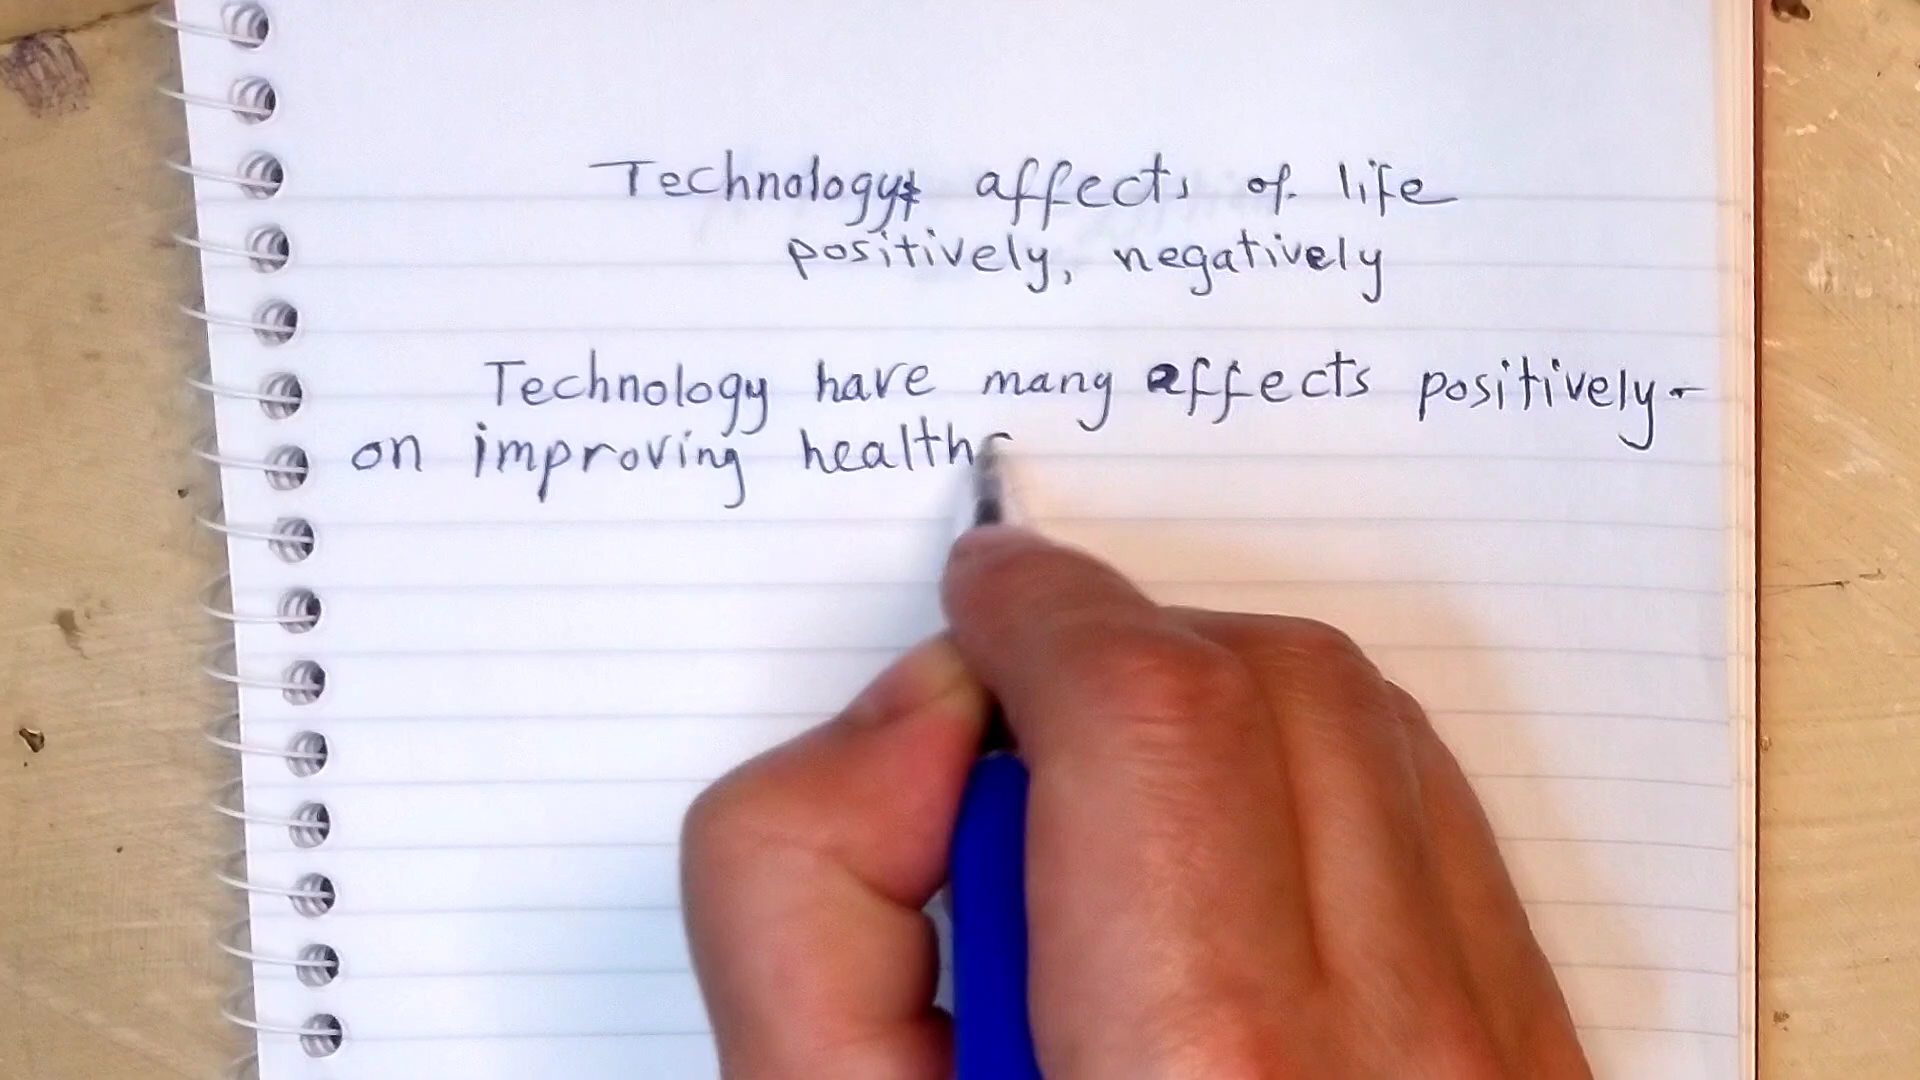 Technology affects of life
positively, negatively
Technology have many affects positively-
on improving health